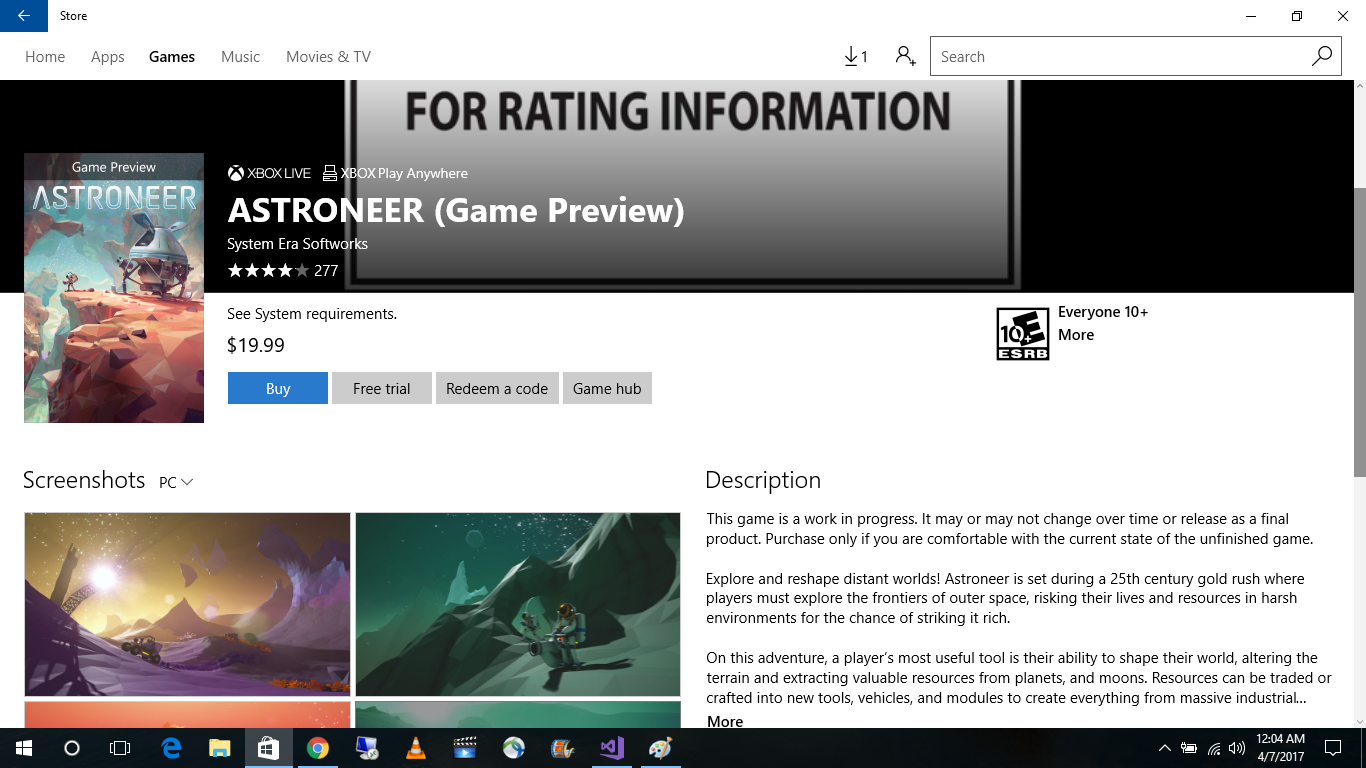 Store
Home Apps Games Music Movies & TV
1
Search
FOR RATING INFORMATION
Game Preview
ASTRONEER
XBOX LIVE XBOX Play Anywhere
ASTRONEER (Game Preview)
System Era Softworks
277
See System requirements.
$19.99
Buy Free trial Redeem a code Game hub
10+ E
ESRB
Everyone 10+
More
Screenshots PC
Description
This game is a work in progress. It may or may not change over time or release as a final
product. Purchase only if you are comfortable with the current state of the unfinished game.
Explore and reshape distant worlds! Astroneer is set during a 25th century gold rush where
players must explore the frontiers of outer space, risking their lives and resources in harsh
environments for the chance of striking it rich.
On this adventure, a player's most useful tool is their ability to shape their world, altering the
terrain and extracting valuable resources from planets, and moons. Resources can be traded or
crafted into new tools, vehicles, and modules to create everything from massive industrial...
More
12:04 AM
4/7/2017